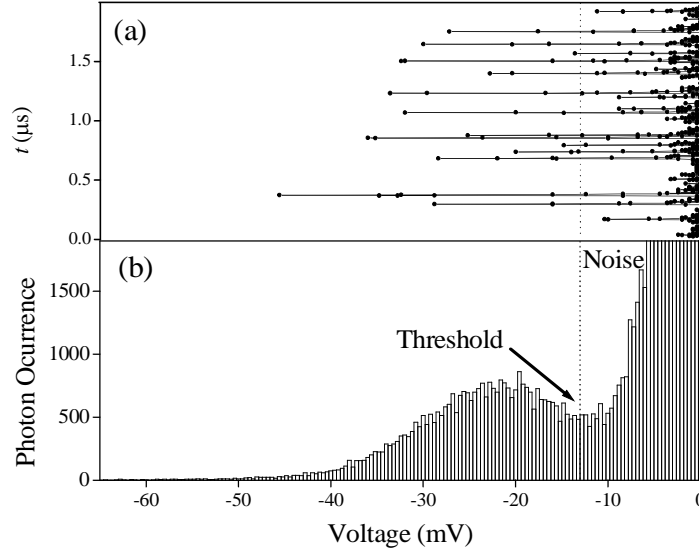 (a)
1.5
1.0
0.5
0.0
t (μs)
(b)
Noise
Threshold
1500
1000
500
0
Photon Ocurrence
-60 -50 -40 -30 -20 -10 0
Voltage (mV)